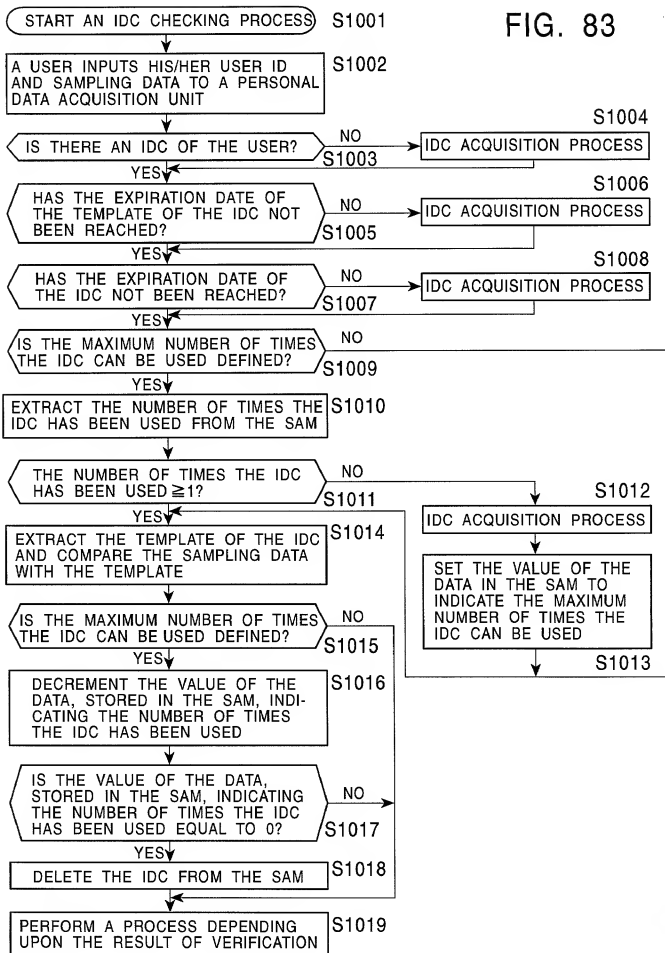 START AN IDC CHECKING PROCESS
S1001
FIG. 83
A USER INPUTS HIS/HER USER ID
AND SAMPLING DATA TO A PERSONAL
DATA ACQUISITION UNIT
S1002
IS THERE AN IDC OF THE USER?
NO
S1003
YES
S1004
IDC ACQUISITION PROCESS
HAS THE EXPIRATION DATE OF
THE TEMPLATE OF THE IDC NOT
BEEN REACHED?
NO
S1005
YES
S1006
IDC ACQUISITION PROCESS
HAS THE EXPIRATION DATE OF
THE IDC NOT BEEN REACHED?
NO
S1007
YES
S1008
IDC ACQUISITION PROCESS
IS THE MAXIMUM NUMBER OF TIMES
THE IDC CAN BE USED DEFINED?
NO
S1009
YES
EXTRACT THE NUMBER OF TIMES THE
IDC HAS BEEN USED FROM THE SAM
S1010
THE NUMBER OF TIMES THE IDC
HAS BEEN USED ≧1?
NO
S1011
YES
S1012
IDC ACQUISITION PROCESS
SET THE VALUE OF THE
DATA IN THE SAM TO
INDICATE THE MAXIMUM
NUMBER OF TIMES THE
IDC CAN BE USED
S1013
EXTRACT THE TEMPLATE OF THE IDC
AND COMPARE THE SAMPLING DATA
WITH THE TEMPLATE
S1014
IS THE MAXIMUM NUMBER OF TIMES
THE IDC CAN BE USED DEFINED?
NO
S1015
YES
DECREMENT THE VALUE OF THE
DATA, STORED IN THE SAM, INDI-
CATING THE NUMBER OF TIMES
THE IDC HAS BEEN USED
S1016
IS THE VALUE OF THE DATA,
STORED IN THE SAM, INDICATING
THE NUMBER OF TIMES THE IDC
HAS BEEN USED EQUAL TO 0?
NO
S1017
YES
DELETE THE IDC FROM THE SAM
S1018
PERFORM A PROCESS DEPENDING
UPON THE RESULT OF VERIFICATION
S1019